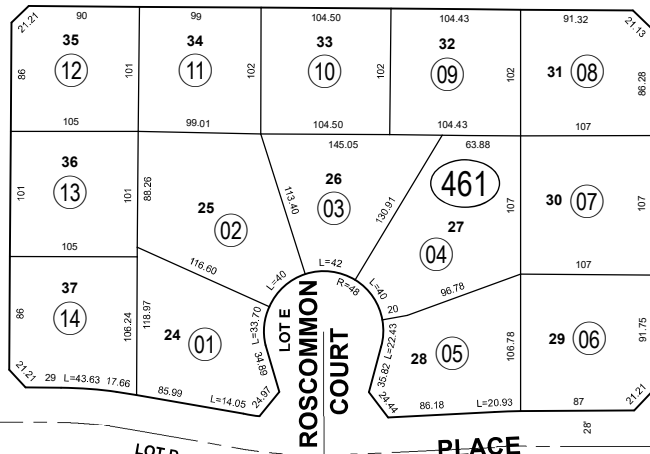 21.21 90 99 104.50 104.43 91.32 21.13
35 34 33 32
86 12 101 11 102 10 102 09 102 31 08 86.28
105 99.01 104.50 104.43 107
145.05 63.88
36 26 461
101 13 101 88.26 25 02 113.40 03 130.91 27 107 30 07 107
04
105 116.60 L=42 107
L=40 R=48 L=40 96.78
37 20
86 14 106.24 118.97 24 01 L=33.70 34.89 LOT E ROSCOMMON COURT L=22.43 35.82 28 05 106.78 29 06 91.75
21.21 29 L=43.63 17.66 85.99 L=14.05 24.97 24.44 86.18 L=20.93 87 21.21
28'
PLACE